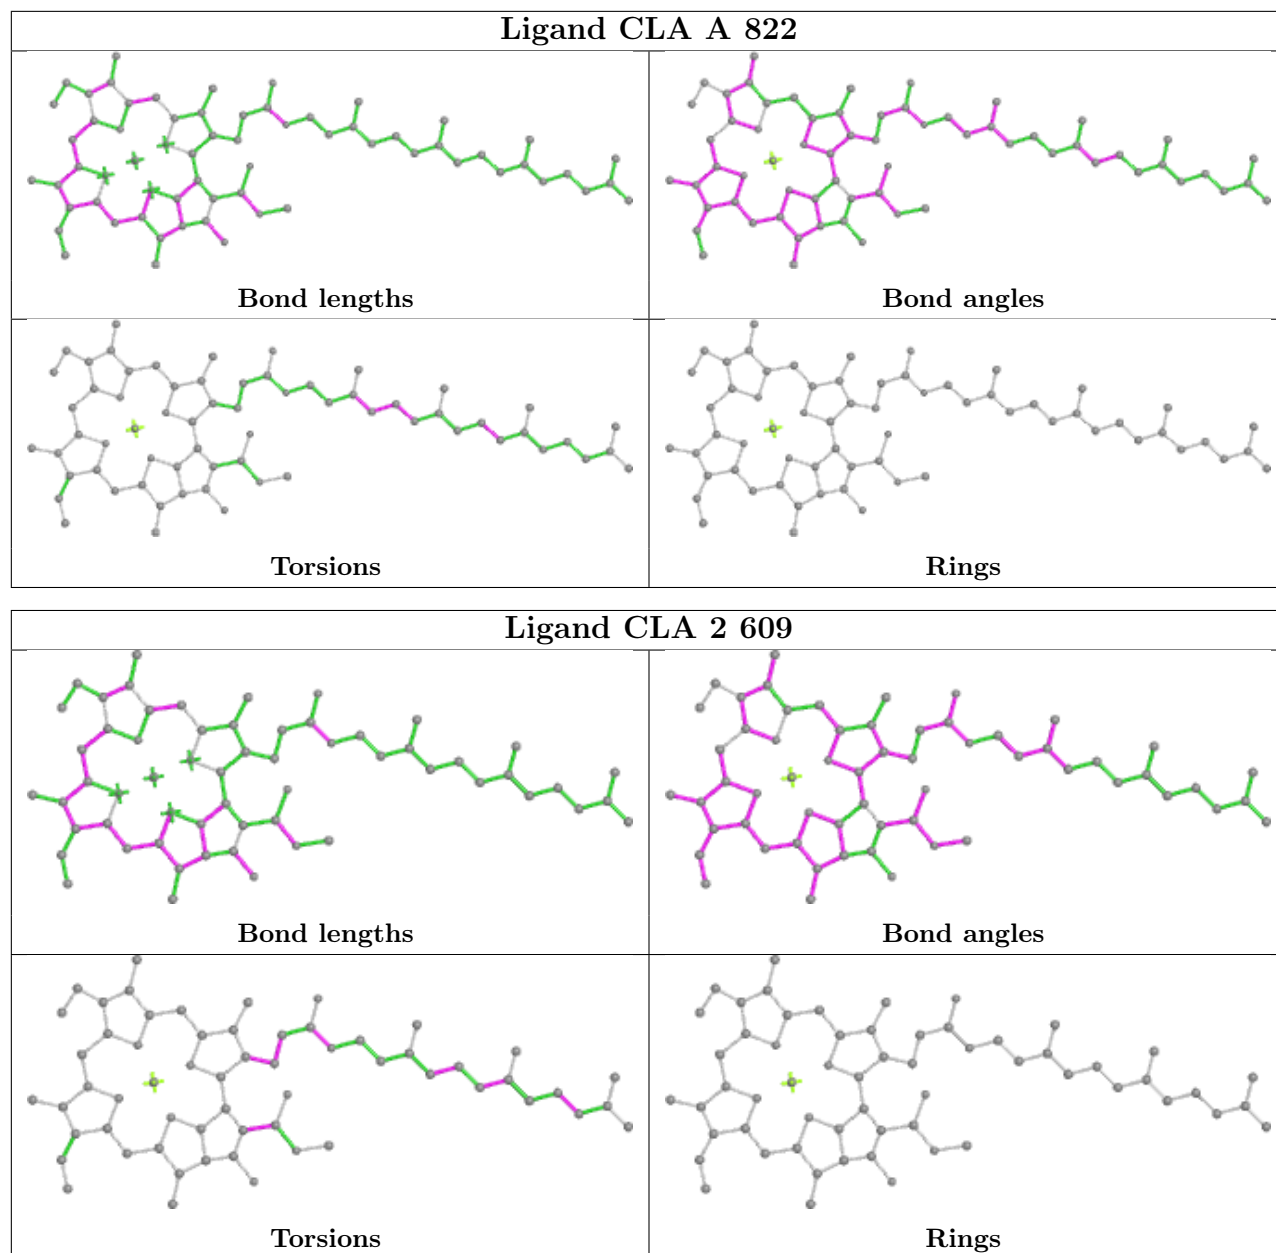 Ligand CLA A 822
Bond lengths
Bond angles
Torsions
Rings
Ligand CLA 2 609
Bond lengths
Bond angles
Torsions
Rings